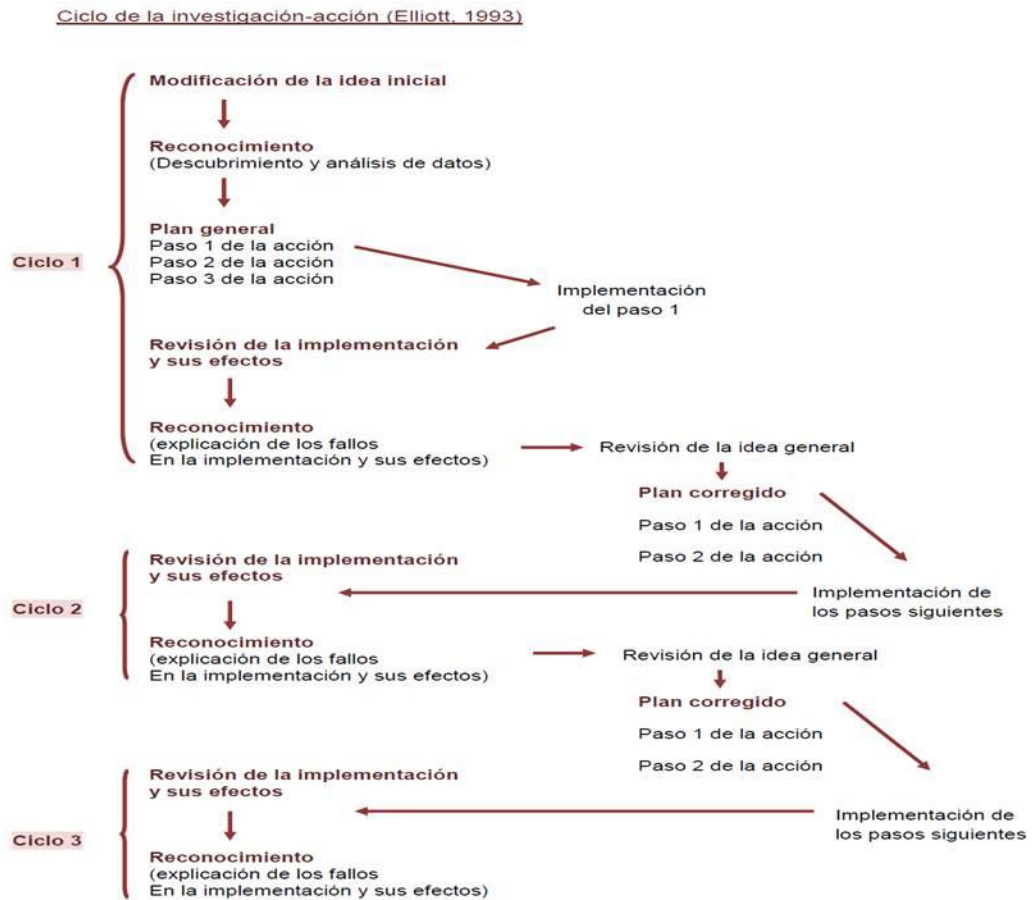 Ciclo de la investigación-acción (Elliott, 1993)
Modificación de la idea inicial
Reconocimiento
(Descubrimiento y análisis de datos)
Plan general
Paso 1 de la acción
Ciclo 1
Paso 2 de la acción
Paso 3 de la acción
Implementación
del paso 1
Revisión de la implementación
y sus efectos
Reconocimiento
(explicación de los fallos
En la implementación y sus efectos)
Revisión de la idea general
Plan corregido
Paso 1 de la acción
Paso 2 de la acción
Implementación de
los pasos siguientes
Ciclo 2
Revisión de la implementación
y sus efectos
Reconocimiento
(explicación de los fallos
En la implementación y sus efectos)
Revisión de la idea general
Plan corregido
Paso 1 de la acción
Paso 2 de la acción
Implementación de
los pasos siguientes
Ciclo 3
Revisión de la implementación
y sus efectos
Reconocimiento
(explicación de los fallos
En la implementación y sus efectos)